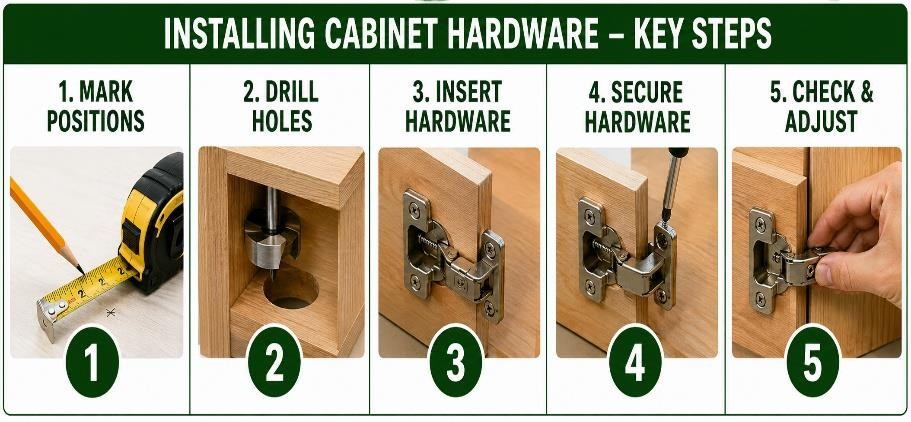 INSTALLING CABINET HARDWARE – KEY STEPS
1. MARK
POSITIONS
2. DRILL
HOLES
3. INSERT
HARDWARE
4. SECURE
HARDWARE
5. CHECK &
ADJUST
1
2
3
4
5